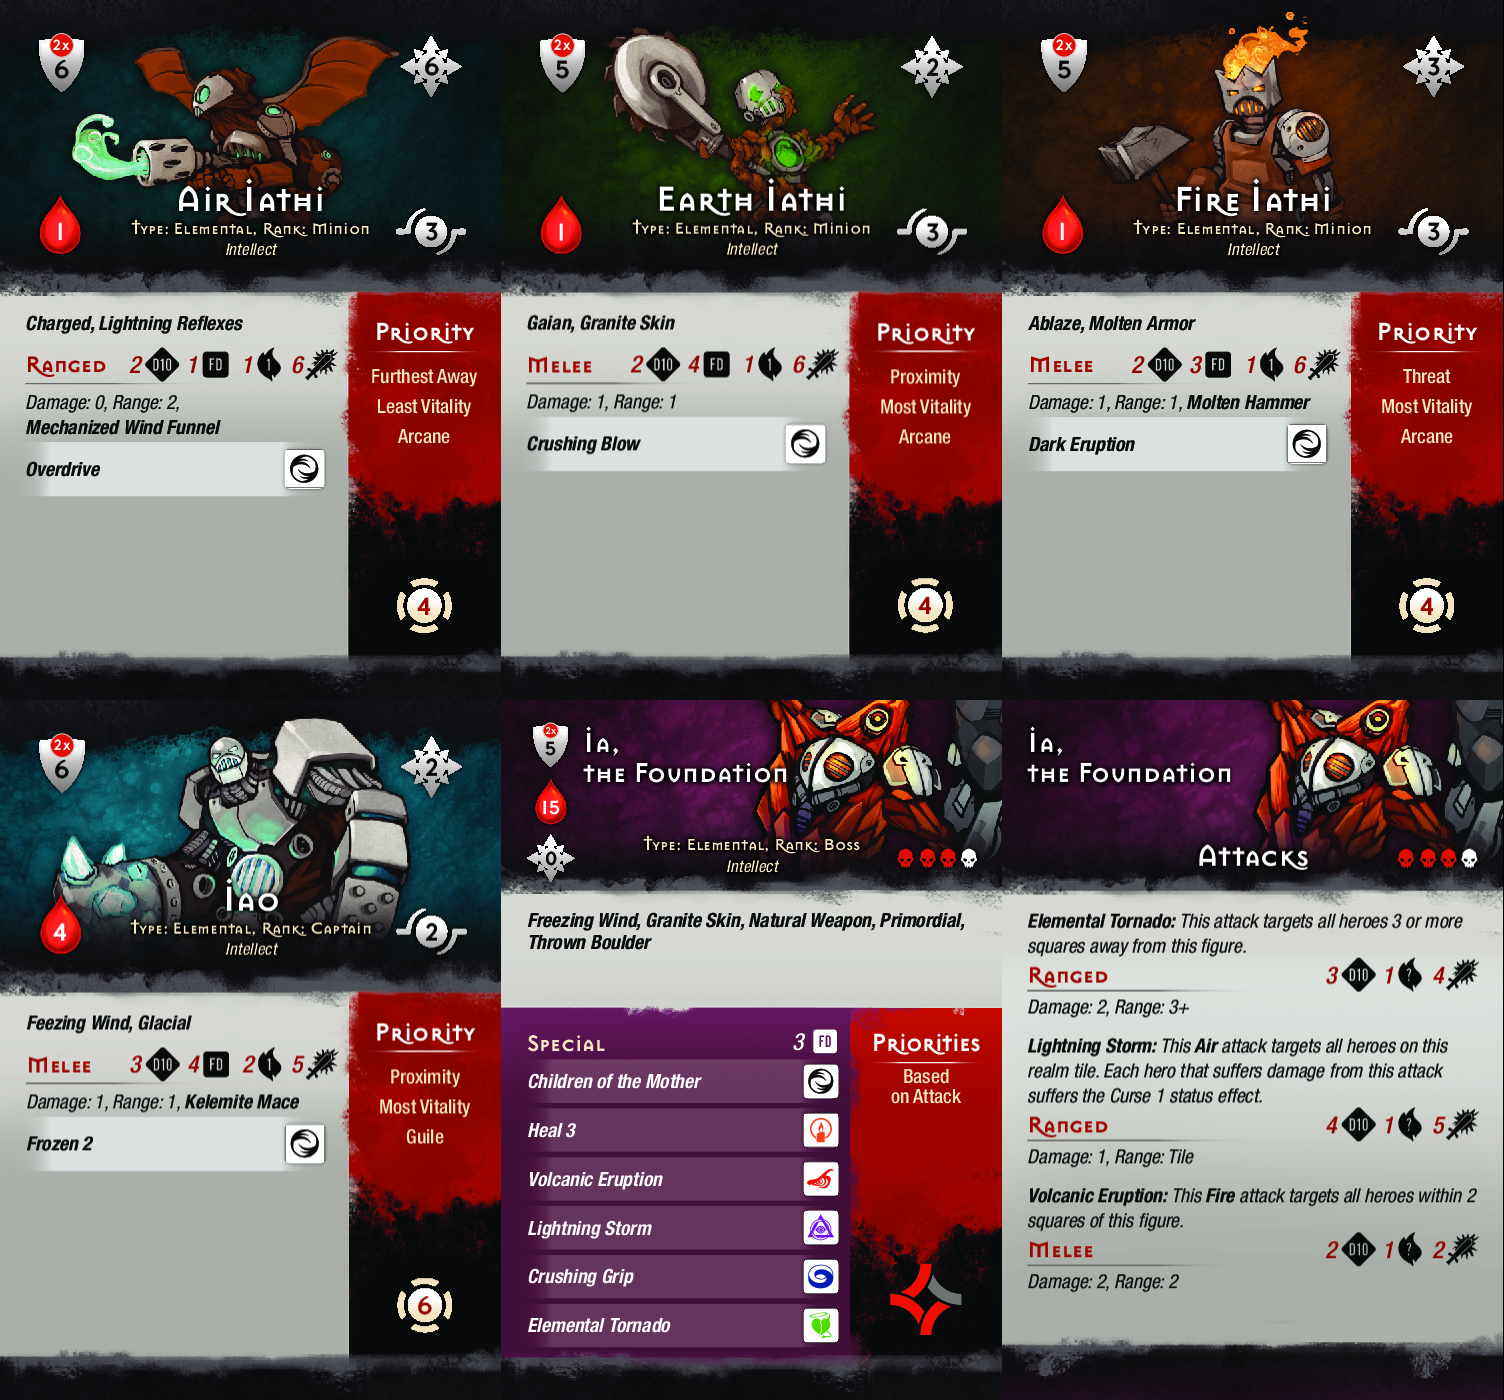 2x
6
6
Air Iathi
1
Type: Elemental, Rank: Minion
3
Intellect
Charged, Lightning Reflexes
Ranged 2 D10 1 FD 1 1 6
Damage: 0, Range: 2,
Mechanized Wind Funnel
Overdrive
Priority
Furthest Away
Least Vitality
Arcane
4
2x
5
2
Earth Iathi
1
Type: Elemental, Rank: Minion
3
Intellect
Gaian, Granite Skin
Melee 2 D10 4 FD 1 1 6
Damage: 1, Range: 1
Crushing Blow
Priority
Proximity
Most Vitality
Arcane
4
2x
5
3
Fire Iathi
1
Type: Elemental, Rank: Minion
3
Intellect
Ablaze, Molten Armor
Melee 2 D10 3 FD 1 1 6
Damage: 1, Range: 1, Molten Hammer
Dark Eruption
Priority
Threat
Most Vitality
Arcane
4
2x
6
2
Iao
4
Type: Elemental, Rank: Captain
2
Intellect
Feezing Wind, Glacial
Melee 3 D10 4 FD 2 1 5
Damage: 1, Range: 1, Kelemite Mace
Frozen 2
Priority
Proximity
Most Vitality
Guile
6
2x
5
Ia,
the Foundation
15
0
Type: Elemental, Rank: Boss
Intellect
Freezing Wind, Granite Skin, Natural Weapon, Primordial,
Thrown Boulder
Special 3 FD
Children of the Mother
Heal 3
Volcanic Eruption
Lightning Storm
Crushing Grip
Elemental Tornado
Priorities
Based
on Attack
Ia,
the Foundation
Attacks
Elemental Tornado: This attack targets all heroes 3 or more
squares away from this figure.
Ranged 3 D10 1 ? 4
Damage: 2, Range: 3+
Lightning Storm: This Air attack targets all heroes on this
realm tile. Each hero that suffers damage from this attack
suffers the Curse 1 status effect.
Ranged 4 D10 1 ? 5
Damage: 1, Range: Tile
Volcanic Eruption: This Fire attack targets all heroes within 2
squares of this figure.
Melee 2 D10 1 ? 2
Damage: 2, Range: 2